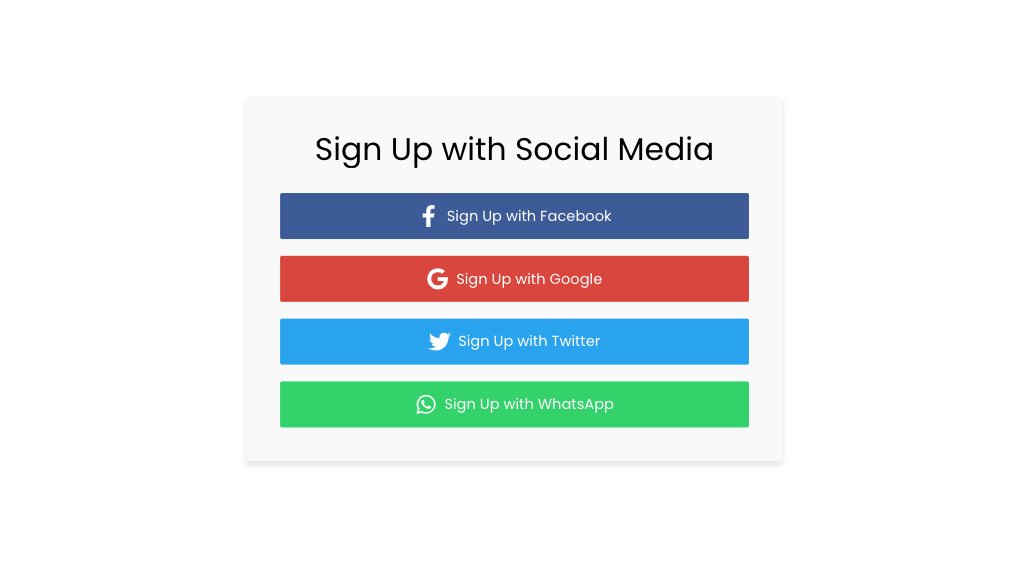 Sign Up with Social Media
Sign Up with Facebook
Sign Up with Google
Sign Up with Twitter
Sign Up with WhatsApp